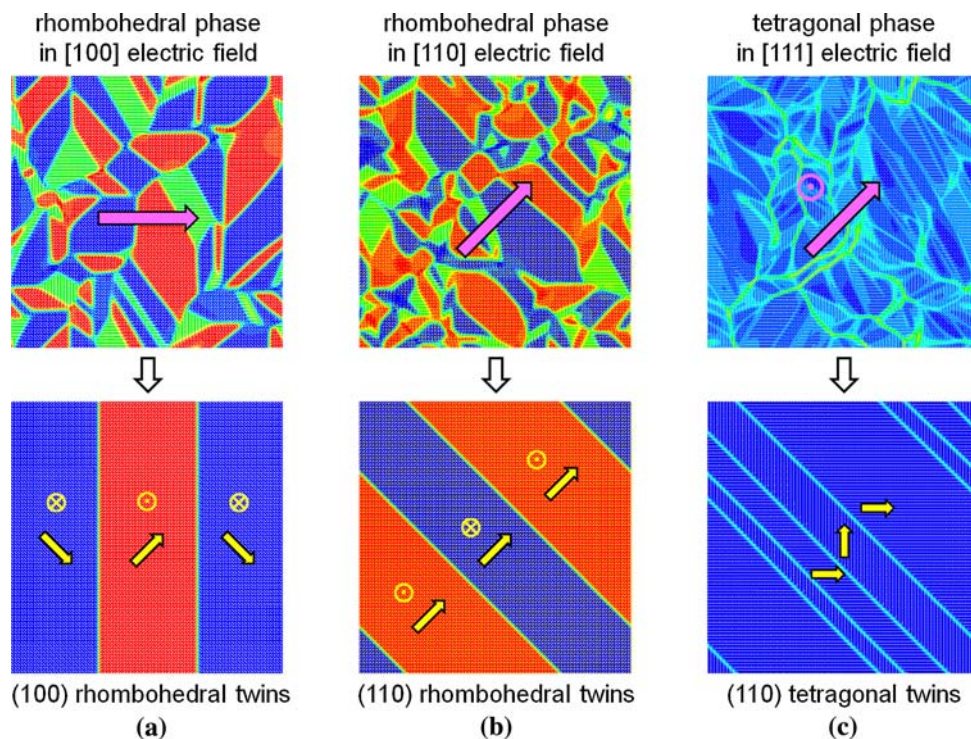 rhombohedral phase
in [100] electric field
rhombohedral phase
in [110] electric field
tetragonal phase
in [111] electric field
(100) rhombohedral twins
(110) rhombohedral twins
(110) tetragonal twins
(a)
(b)
(c)